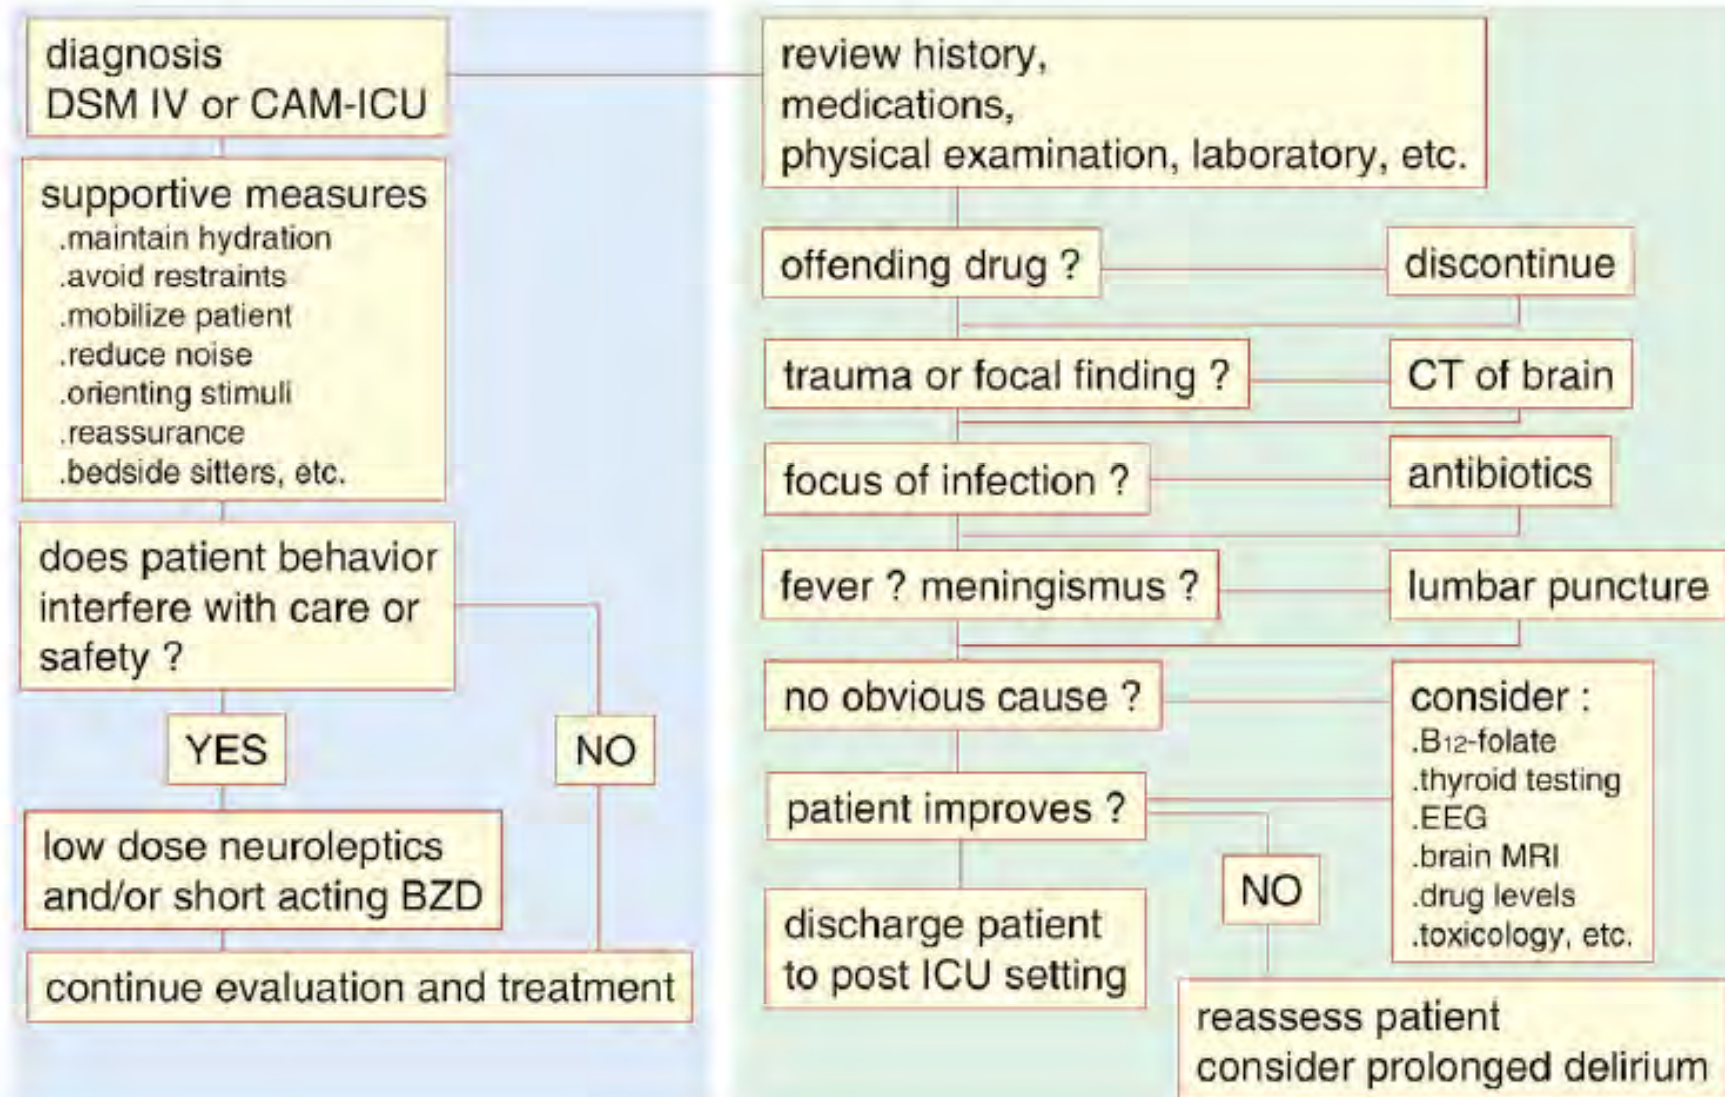 diagnosis
DSM IV or CAM-ICU
supportive measures
.maintain hydration
.avoid restraints
.mobilize patient
.reduce noise
.orienting stimuli
.reassurance
.bedside sitters, etc.
does patient behavior
interfere with care or
safety ?
YES
NO
low dose neuroleptics
and/or short acting BZD
continue evaluation and treatment
review history,
medications,
physical examination, laboratory, etc.
offending drug ?
discontinue
trauma or focal finding ?
CT of brain
focus of infection ?
antibiotics
fever ? meningismus ?
lumbar puncture
no obvious cause ?
consider :
.B12-folate
.thyroid testing
.EEG
.brain MRI
.drug levels
.toxicology, etc.
patient improves ?
NO
discharge patient
to post ICU setting
reassess patient
consider prolonged delirium